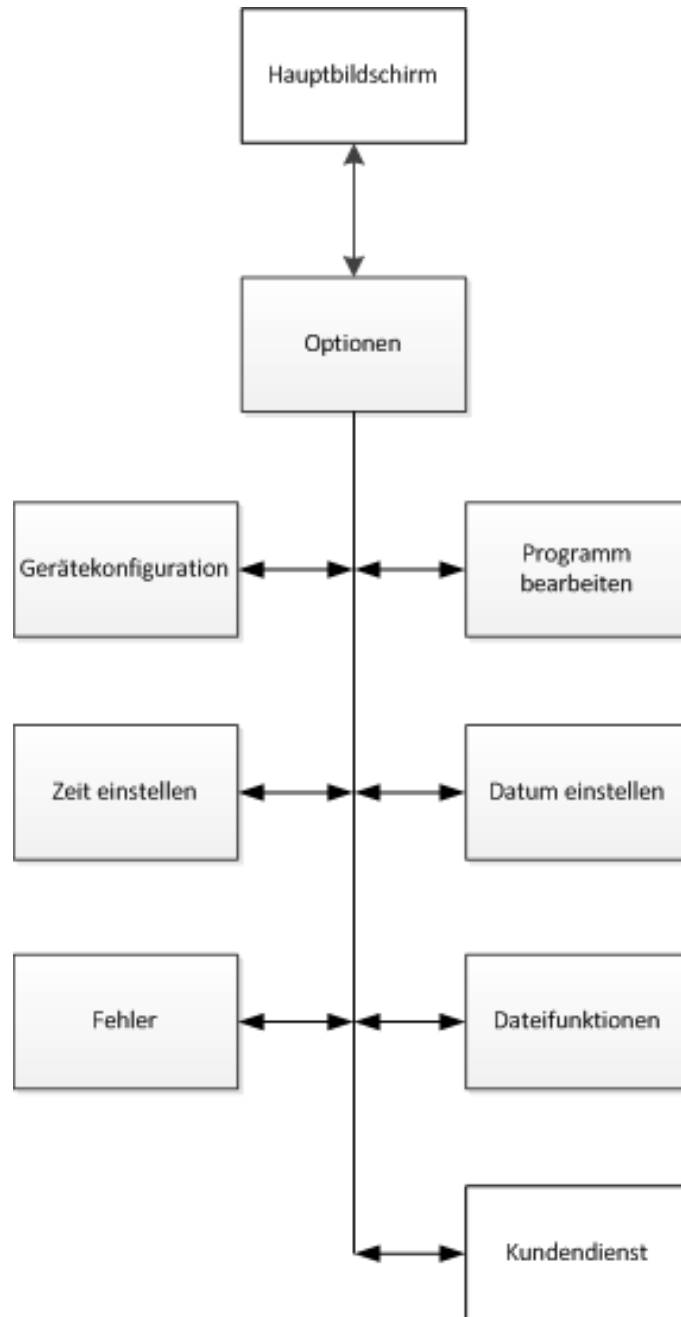 Hauptbildschirm
Optionen
Gerätekonfiguration
Programm
bearbeiten
Zeit einstellen
Datum einstellen
Fehler
Dateifunktionen
Kundendienst